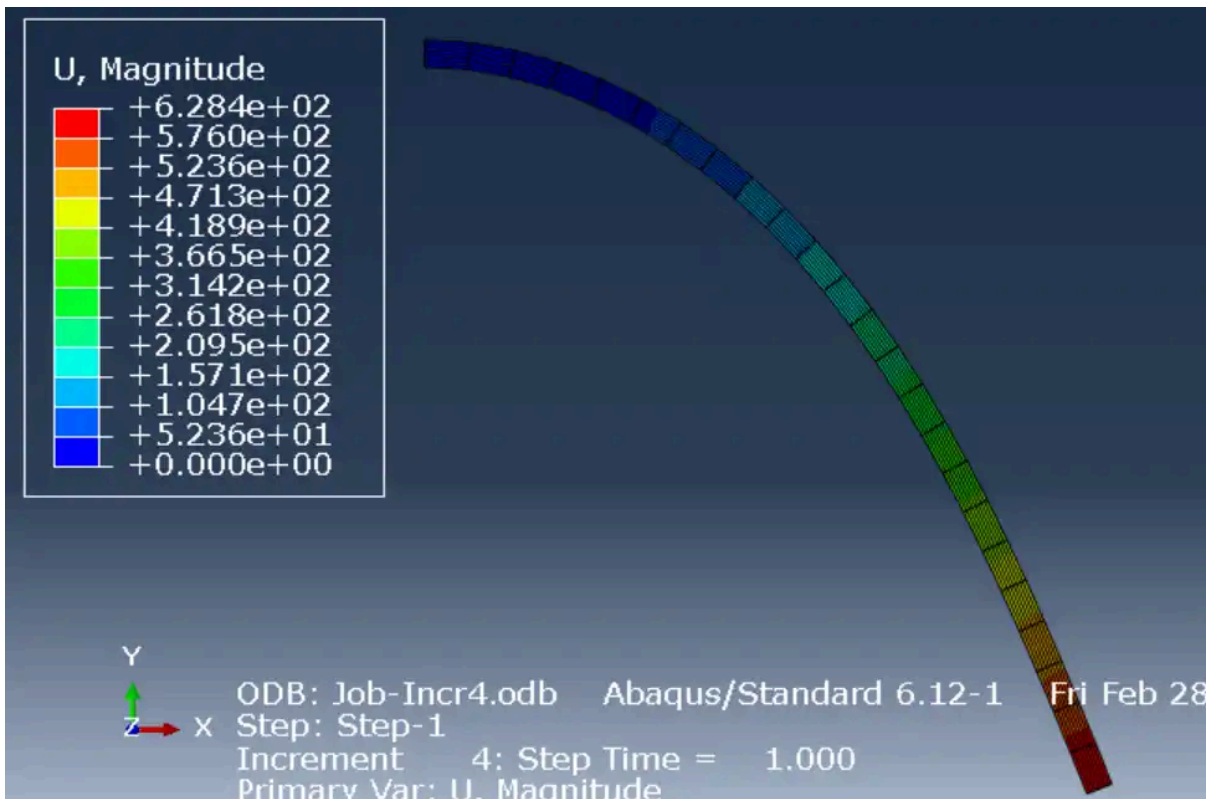 U, Magnitude
+6.284e+02
+5.760e+02
+5.236e+02
+4.713e+02
+4.189e+02
+3.665e+02
+3.142e+02
+2.618e+02
+2.095e+02
+1.571e+02
+1.047e+02
+5.236e+01
+0.000e+00
Y
Z X
ODB: Job-Incr4.odb Abaqus/Standard 6.12-1 Fri Feb 28
Step: Step-1
Increment 4: Step Time = 1.000
Primary Var: U, Magnitude